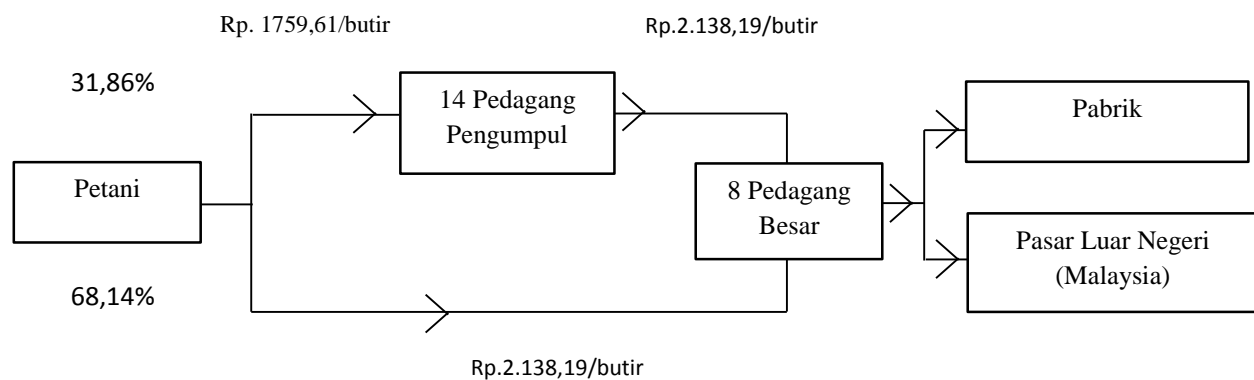 Rp. 1759,61/butir
Rp.2.138,19/butir
31,86%
14 Pedagang
Pengumpul
Pabrik
Petani
8 Pedagang
Besar
Pasar Luar Negeri
(Malaysia)
68,14%
Rp.2.138,19/butir